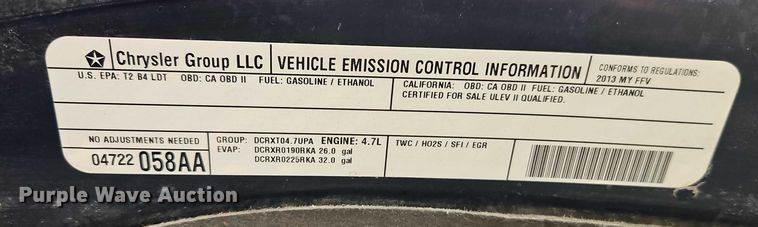 Chrysler Group LLC
VEHICLE EMISSION CONTROL INFORMATION
CONFORMS TO REGULATIONS:
2013 MY FFV
U.S. EPA: T2 B4 LDT OBD: CA OBD II FUEL: GASOLINE / ETHANOL
CALIFORNIA: OBD: CA OBD II FUEL: GASOLINE / ETHANOL
CERTIFIED FOR SALE ULEV II QUALIFIED.
NO ADJUSTMENTS NEEDED
04722 058AA
GROUP: DCRXT04.7UPA ENGINE: 4.7L
EVAP: DCRXR0190RKA 26.0 gal
DCRXR0225RKA 32.0 gal
TWC / HO2S / SFI / EGR
Purple Wave Auction